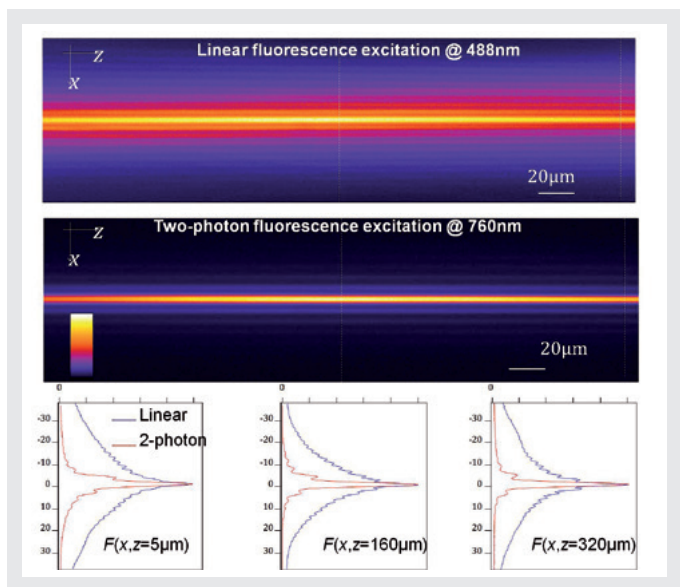 Linear fluorescence excitation @ 488nm
z
x
20μm
Two-photon fluorescence excitation @ 760nm
z
x
20μm
0 0 0
-30 -30 -30
-20 -20 -20
-10 -10 -10
0 0 0
10 10 10
20 20 20
30 30 30
Linear
2-photon
F(x,z=5μm) F(x,z=160μm) F(x,z=320μm)